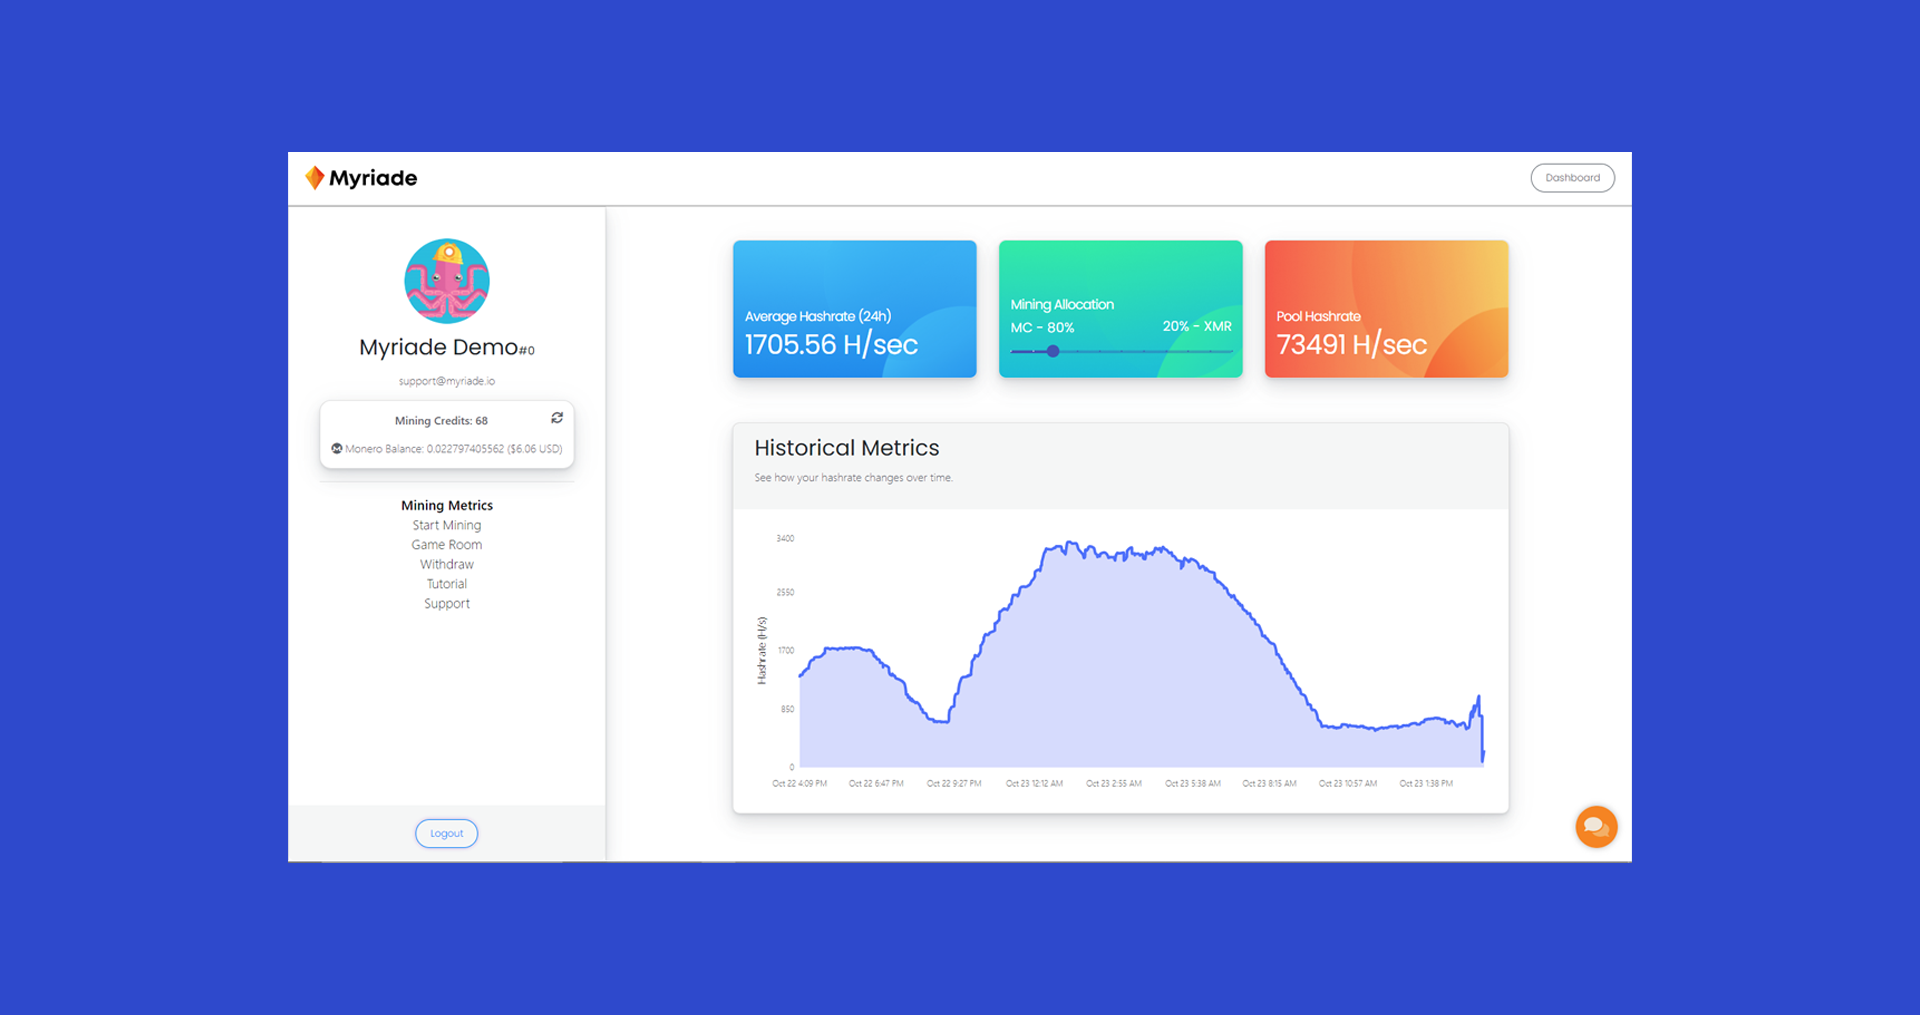 Myriade
Dashboard
Myriade Demo#0
support@myriade.io
Mining Credits: 68
Monero Balance: 0.022797405562 ($6.06 USD)
Mining Metrics
Start Mining
Game Room
Withdraw
Tutorial
Support
Logout
Average Hashrate (24h)
1705.56 H/sec
Mining Allocation
MC - 80% 20% - XMR
Pool Hashrate
73491 H/sec
Historical Metrics
See how your hashrate changes over time.
Hashrate (H/s)
3400
2550
1700
850
0
Oct 22 4:09 PM Oct 22 6:47 PM Oct 22 9:27 PM Oct 23 12:12 AM Oct 23 2:55 AM Oct 23 5:38 AM Oct 23 8:15 AM Oct 23 10:57 AM Oct 23 1:38 PM